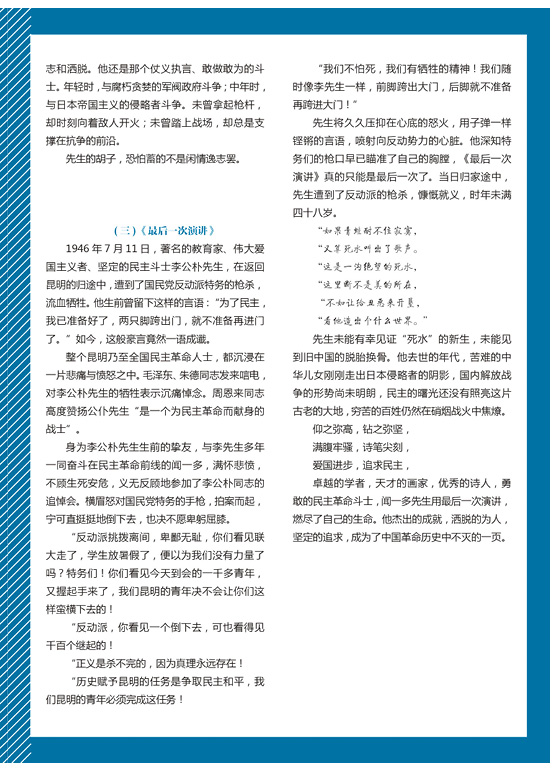 志和洒脱。他还是那个仗义执言、敢做敢为的斗
士。年轻时，与腐朽贪婪的军阀政府斗争；中年时，
与日本帝国主义的侵略者斗争。未曾拿起枪杆，
却时刻向着敌人开火；未曾踏上战场，却总是支
撑在抗争的前沿。
先生的胡子，恐怕蓄的不是闲情逸志罢。
（三）《最后一次演讲》
1946 年 7 月 11 日，著名的教育家、伟大爱
国主义者、坚定的民主斗士李公朴先生，在返回
昆明的归途中，遭到了国民党反动派特务的枪杀，
流血牺牲。他生前曾留下这样的言语：“为了民主，
我已准备好了，两只脚跨出门，就不准备再进门
了。”如今，这般豪言竟然一语成谶。
整个昆明乃至全国民主革命人士，都沉浸在
一片悲痛与愤怒之中。毛泽东、朱德同志发来唁电，
对李公朴先生的牺牲表示沉痛悼念。周恩来同志
高度赞扬公仆先生“是一个为民主革命而献身的
战士”。
身为李公朴先生生前的挚友，与李先生多年
一同奋斗在民主革命前线的闻一多，满怀悲愤，
不顾生死安危，义无反顾地参加了李公朴同志的
追悼会。横眉怒对国民党特务的手枪，拍案而起，
宁可直挺挺地倒下去，也决不愿卑躬屈膝。
“反动派挑拨离间，卑鄙无耻，你们看见联
大走了，学生放暑假了，便以为我们没有力量了
吗？特务们！你们看见今天到会的一千多青年，
又握起手来了，我们昆明的青年决不会让你们这
样蛮横下去的！
“反动派，你看见一个倒下去，可也看得见
千百个继起的！
“正义是杀不完的，因为真理永远存在！
“历史赋予昆明的任务是争取民主和平，我
们昆明的青年必须完成这任务！
“我们不怕死，我们有牺牲的精神！我们随
时像李先生一样，前脚跨出大门，后脚就不准备
再跨进大门！”
先生将久久压抑在心底的怒火，用子弹一样
铿锵的言语，喷射向反动势力的心脏。他深知特
务们的枪口早已瞄准了自己的胸膛，《最后一次
演讲》真的只能是最后一次了。当日归家途中，
先生遭到了反动派的枪杀，慷慨就义，时年未满
四十八岁。
“如果青蛙耐不住寂寞，
“又算死水叫出了歌声。
“这是一沟绝望的死水，
“这里断不是美的所在，
“不如让给丑恶来开垦，
“看他造出个什么世界。”
先生未能有幸见证“死水”的新生，未能见
到旧中国的脱胎换骨。他去世的年代，苦难的中
华儿女刚刚走出日本侵略者的阴影，国内解放战
争的形势尚未明朗，民主的曙光还没有照亮这片
古老的大地，穷苦的百姓仍然在硝烟战火中焦燎。
仰之弥高，钻之弥坚，
满腹牢骚，诗笔尖刻，
爱国进步，追求民主，
卓越的学者，天才的画家，优秀的诗人，勇
敢的民主革命斗士，闻一多先生用最后一次演讲，
燃尽了自己的生命。他杰出的成就，洒脱的为人，
坚定的追求，成为了中国革命历史中不灭的一页。